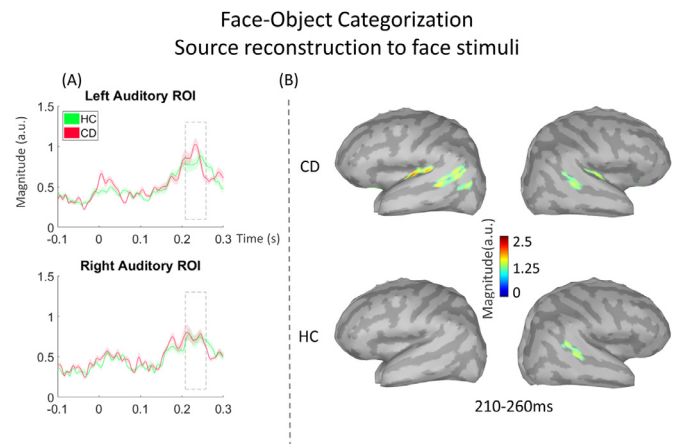 Face-Object Categorization
Source reconstruction to face stimuli
(A)
Left Auditory ROI
Magnitude (a.u.)
1.5
1
0.5
0
HC
CD
-0.1 0 0.1 0.2 0.3
Time (s)
Right Auditory ROI
1.5
1
0.5
0
-0.1 0 0.1 0.2 0.3
(B)
CD
Magnitude(a.u.)
2.5
1.25
0
HC
210-260ms